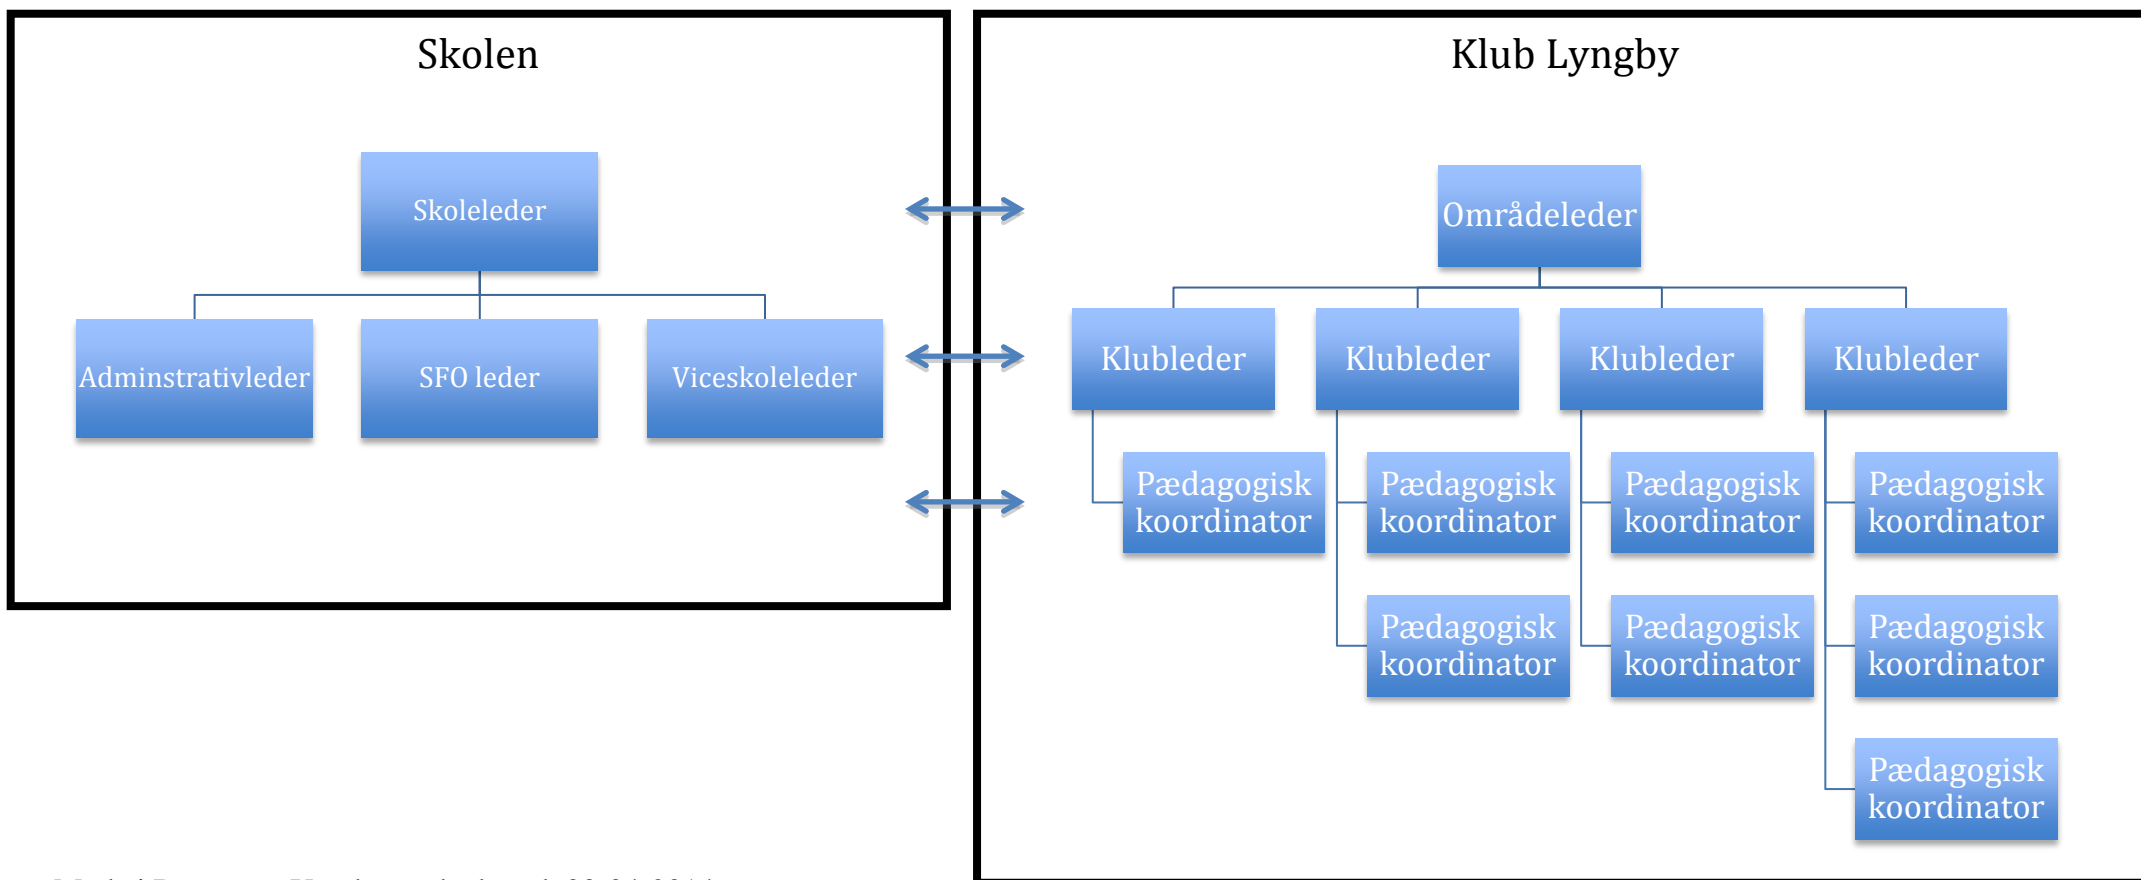 Skolen
Skoleleder
Adminstrativleder
SFO leder
Viceskoleleder
Klub Lyngby
Områdeleder
Klubleder
Klubleder
Klubleder
Klubleder
Pædagogisk
koordinator
Pædagogisk
koordinator
Pædagogisk
koordinator
Pædagogisk
koordinator
Pædagogisk
koordinator
Pædagogisk
koordinator
Pædagogisk
koordinator
Pædagogisk
koordinator